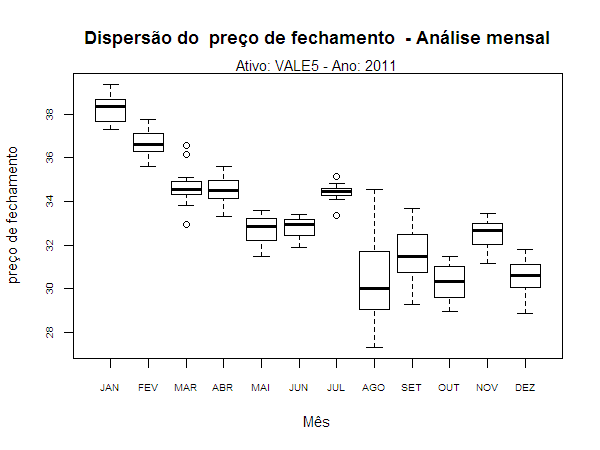 Dispersão do  preço de fechamento  - Análise mensal
Ativo: VALE5 - Ano: 2011
preço de fechamento
38
36
34
32
30
28
JAN FEV MAR ABR MAI JUN JUL AGO SET OUT NOV DEZ
Mês